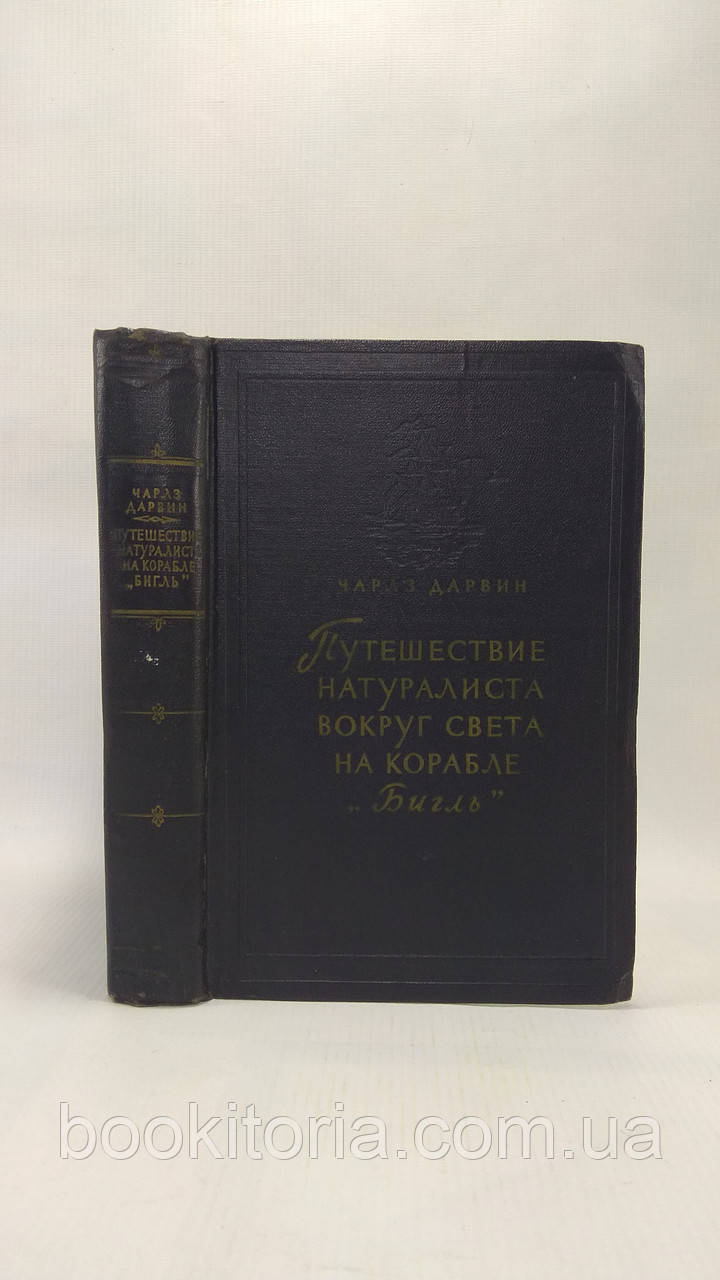 ЧАРЛЗ
ДАРВИН
ПУТЕШЕСТВИЕ
НАТУРАЛИСТА
НА КОРАБЛЕ
„БИГЛЬ"
ЧАРЛЗ ДАРВИН
Путешествие
НАТУРАЛИСТА
ВОКРУГ СВЕТА
НА КОРАБЛЕ
„Бигль"
bookitoria.com.ua